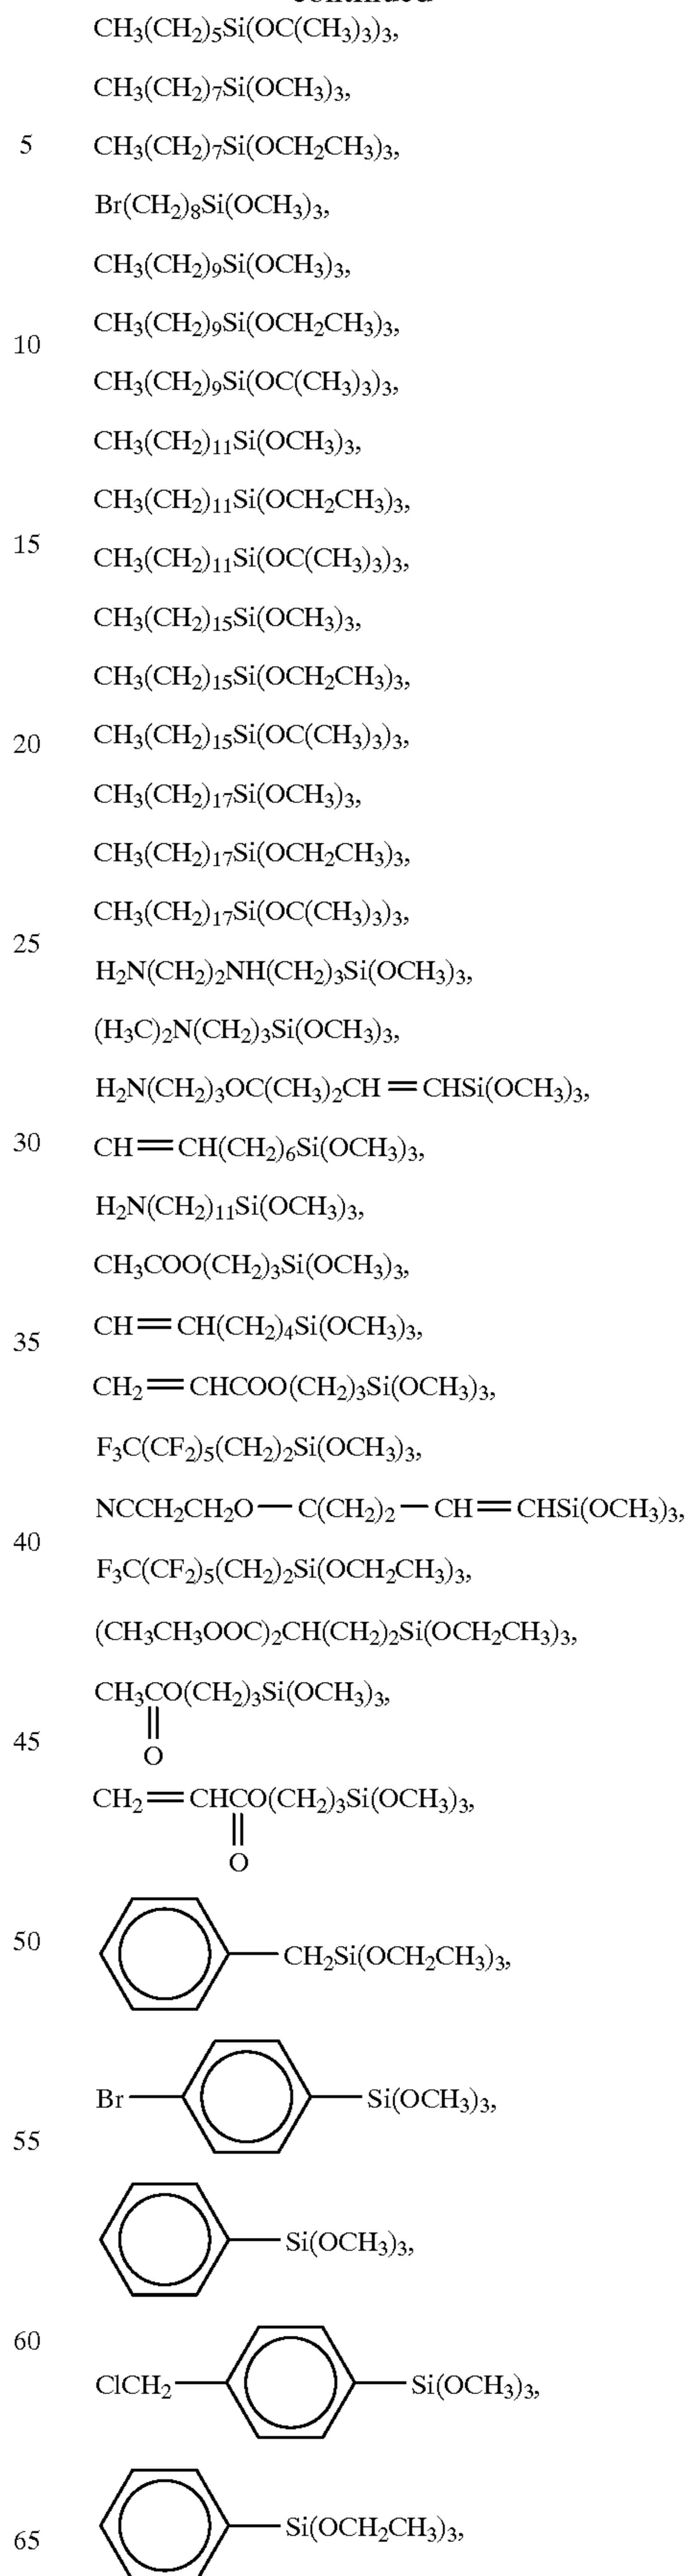 CH3(CH2)5Si(OC(CH3)3)3,
CH3(CH2)7Si(OCH3)3,
5 CH3(CH2)7Si(OCH2CH3)3,
Br(CH2)8Si(OCH3)3,
CH3(CH2)9Si(OCH3)3,
CH3(CH2)9Si(OCH2CH3)3,
10
CH3(CH2)9Si(OC(CH3)3)3,
CH3(CH2)11Si(OCH3)3,
CH3(CH2)11Si(OCH2CH3)3,
15
CH3(CH2)11Si(OC(CH3)3)3,
CH3(CH2)15Si(OCH3)3,
CH3(CH2)15Si(OCH2CH3)3,
20 CH3(CH2)15Si(OC(CH3)3)3,
CH3(CH2)17Si(OCH3)3,
CH3(CH2)17Si(OCH2CH3)3,
CH3(CH2)17Si(OC(CH3)3)3,
25
H2N(CH2)2NH(CH2)3Si(OCH3)3,
(H3C)2N(CH2)3Si(OCH3)3,
H2N(CH2)3OC(CH3)2CH=CHSi(OCH3)3,
30 CH=CH(CH2)6Si(OCH3)3,
H2N(CH2)11Si(OCH3)3,
CH3COO(CH2)3Si(OCH3)3,
35 CH=CH(CH2)4Si(OCH3)3,
CH2=CHCOO(CH2)3Si(OCH3)3,
F3C(CF2)5(CH2)2Si(OCH3)3,
NCCH2CH2O—C(CH2)2—CH=CHSi(OCH3)3,
40
F3C(CF2)5(CH2)2Si(OCH2CH3)3,
(CH3CH3OOC)2CH(CH2)2Si(OCH2CH3)3,
CH3CO(CH2)3Si(OCH3)3,
45
O
CH2=CHCO(CH2)3Si(OCH3)3,
O
50 CH2Si(OCH2CH3)3,
Br Si(OCH3)3,
55
Si(OCH3)3,
60
ClCH2 Si(OCH3)3,
65 Si(OCH2CH3)3,